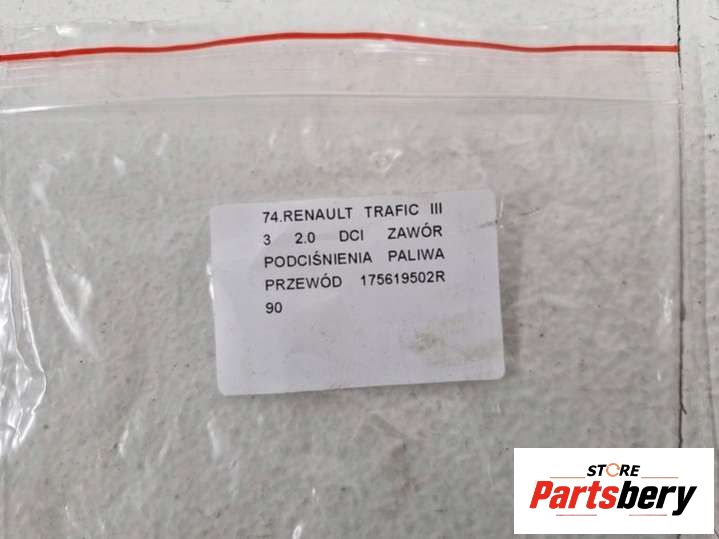 74.RENAULT TRAFIC III
3 2.0 DCI ZAWÓR
PODCIŚNIENIA PALIWA
PRZEWÓD 175619502R
90
STORE
Partsbery